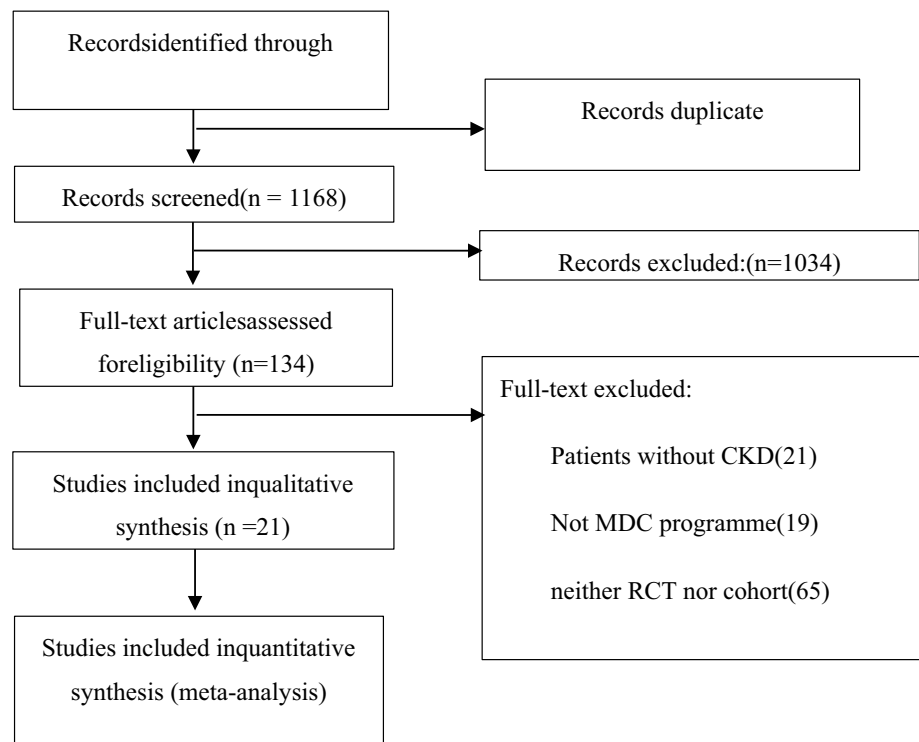 Recordsidentified through
Records duplicate
Records screened(n = 1168)
Records excluded:(n=1034)
Full-text articlesassessed
foreligibility (n=134)
Full-text excluded:
Patients without CKD(21)
Not MDC programme(19)
neither RCT nor cohort(65)
Studies included inqualitative
synthesis (n =21)
Studies included inquantitative
synthesis (meta-analysis)